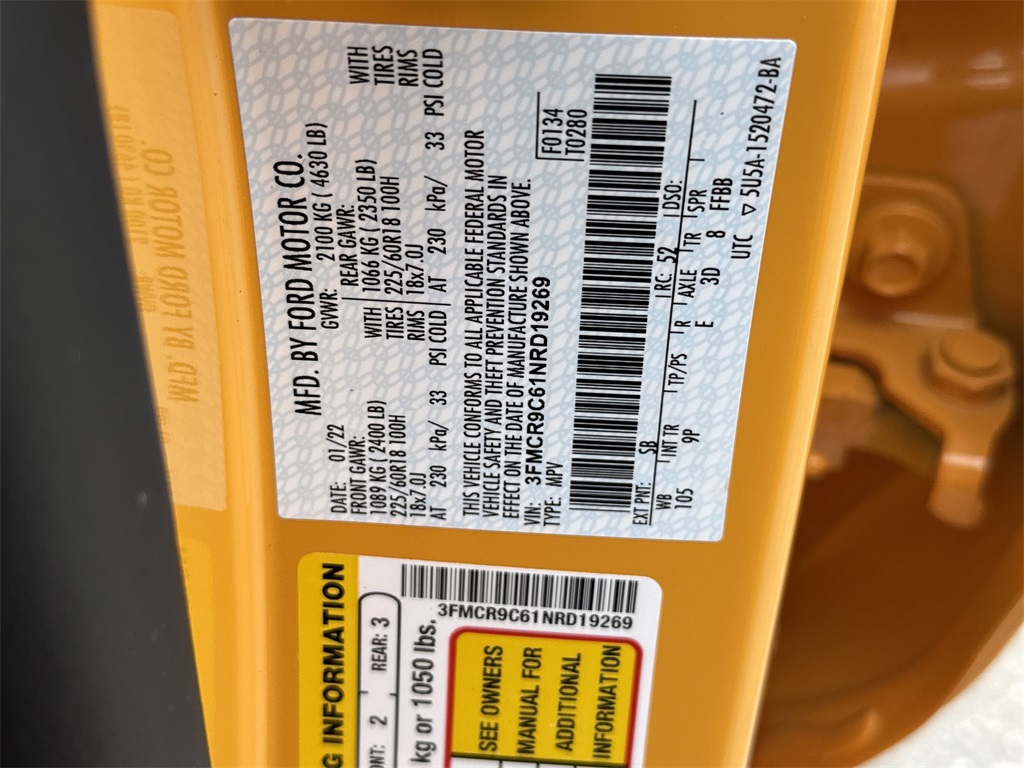 MFD. BY FORD MOTOR CO.
DATE: 01/22
GVWR: 2100 KG ( 4630 LB)
FRONT GAWR:
REAR GAWR:
1089 KG ( 2400 LB) WITH
1066 KG ( 2350 LB) WITH
225/60R18 100H TIRES
225/60R18 100H TIRES
18x7.0J RIMS
18x7.0J RIMS
AT 230 kPa/ 33 PSI COLD
AT 230 kPa/ 33 PSI COLD
THIS VEHICLE CONFORMS TO ALL APPLICABLE FEDERAL MOTOR
VEHICLE SAFETY AND THEFT PREVENTION STANDARDS IN
EFFECT ON THE DATE OF MANUFACTURE SHOWN ABOVE.
VIN: 3FMCR9C61NRD19269
TYPE: MPV
F0134
T0280
EXT PNT: SB RC: 52 DSO:
WB INT TR TP/PS R AXLE TR SPR
105 9P E 3D 8 FFBB
UTC ▽ 5U5A-1520472-BA
G INFORMATION
ONT: 2 REAR: 3
kg or 1050 lbs.
3FMCR9C61NRD19269
SEE OWNERS
MANUAL FOR
ADDITIONAL
INFORMATION